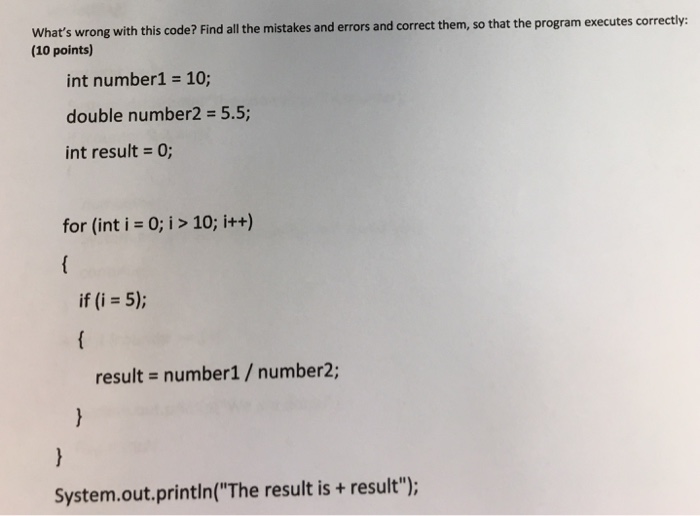 What's wrong with this code? Find all the mistakes and errors and correct them, so that the program executes correctly:
(10 points)
int number1 = 10;
double number2 = 5.5;
int result = 0;
for (int i = 0; i > 10; i++)
{
if (i = 5);
{
result = number1 / number2;
}
}
System.out.println("The result is + result");